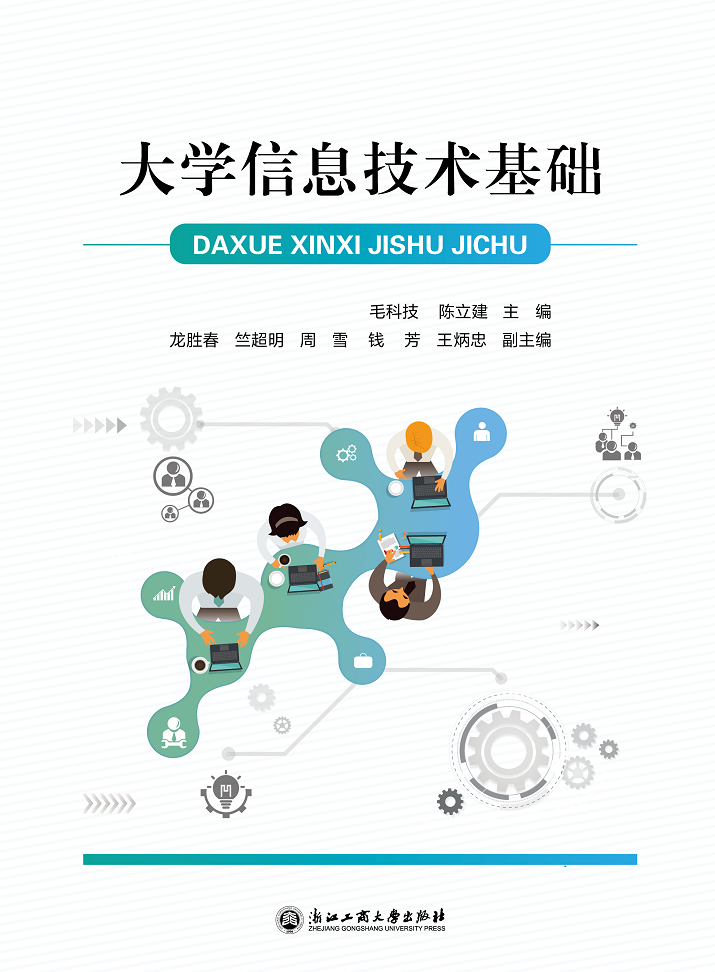 大学信息技术基础
DAXUE XINXI JISHU JICHU
毛科技 陈立建 主 编
龙胜春 竺超明 周 雪 钱 芳 王炳忠 副主编
浙江工商大学出版社
ZHEJIANG GONGSHANG UNIVERSITY PRESS